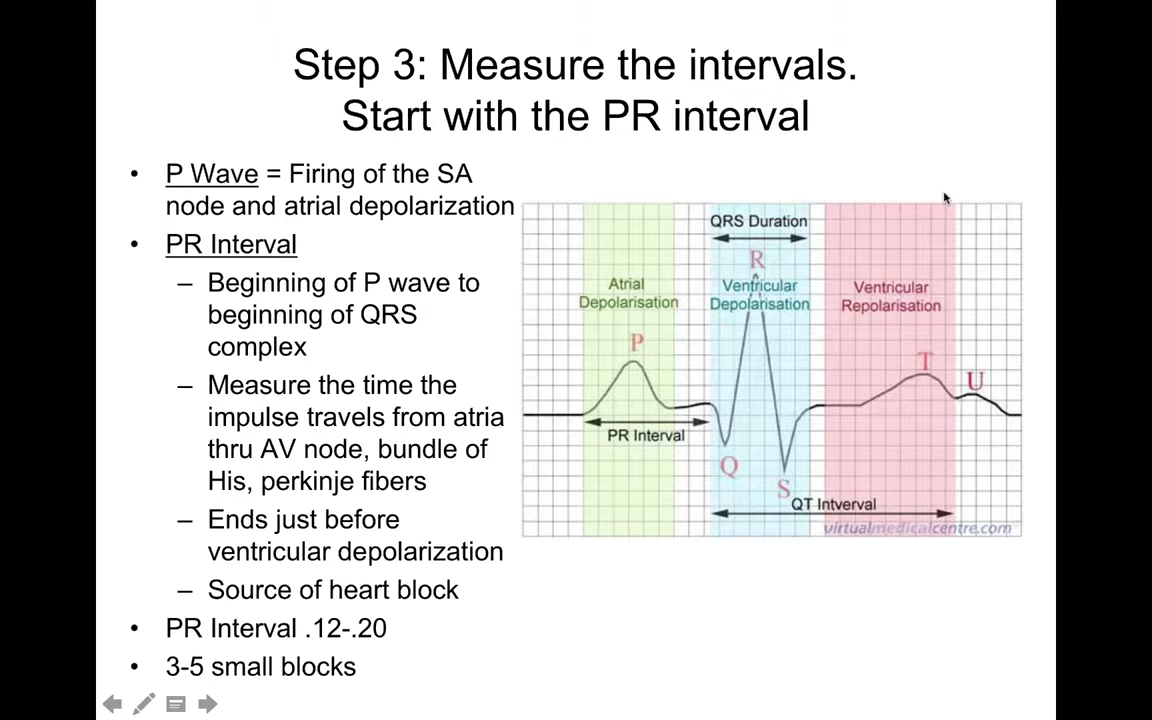 Step 3: Measure the intervals.
Start with the PR interval
• P Wave = Firing of the SA
node and atrial depolarization
• PR Interval
– Beginning of P wave to
beginning of QRS
complex
– Measure the time the
impulse travels from atria
thru AV node, bundle of
His, perkinje fibers
– Ends just before
ventricular depolarization
– Source of heart block
• PR Interval .12-.20
• 3-5 small blocks
QRS Duration
R
Atrial
Depolarisation
Ventricular
Depolarisation
Ventricular
Repolarisation
P
T
U
PR Interval
Q
S
QT Intverval
virtualmedicalcentre.com